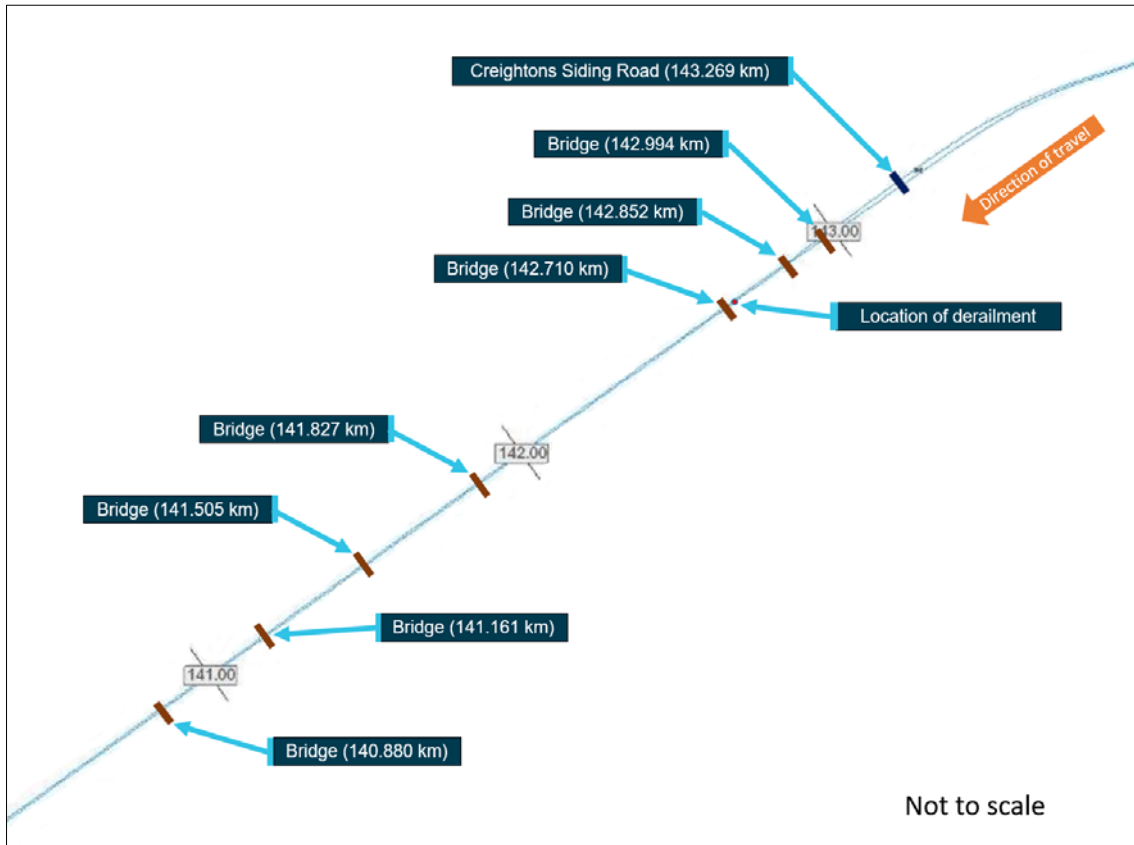 Creightons Siding Road (143.269 km)
Bridge (142.994 km)
Direction of travel
Bridge (142.852 km)
143.00
Bridge (142.710 km)
Location of derailment
Bridge (141.827 km)
142.00
Bridge (141.505 km)
Bridge (141.161 km)
141.00
Bridge (140.880 km)
Not to scale